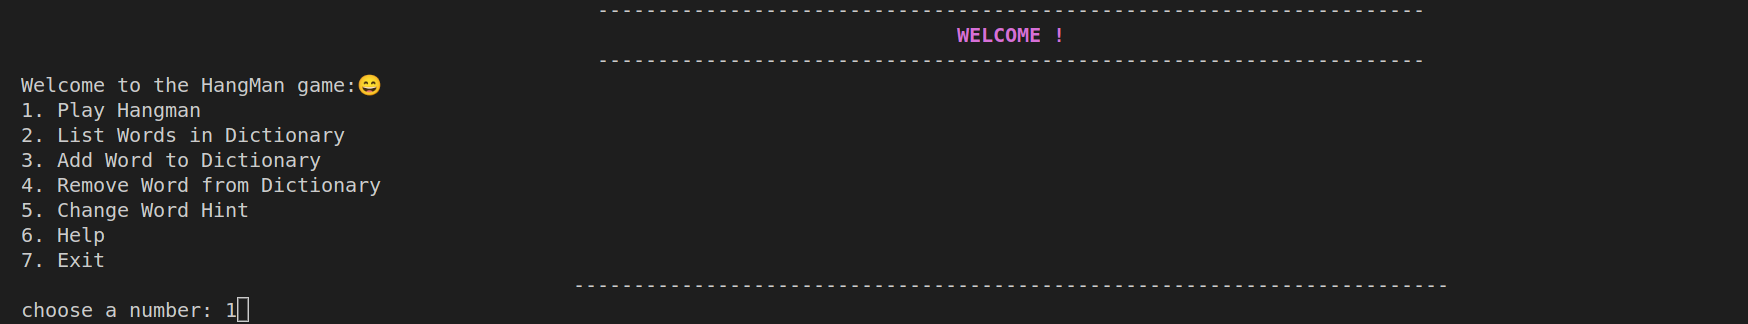 ---------------------------------------------------------------------
WELCOME !
---------------------------------------------------------------------
Welcome to the HangMan game:😄
1. Play Hangman
2. List Words in Dictionary
3. Add Word to Dictionary
4. Remove Word from Dictionary
5. Change Word Hint
6. Help
7. Exit
-------------------------------------------------------------------------
choose a number: 1